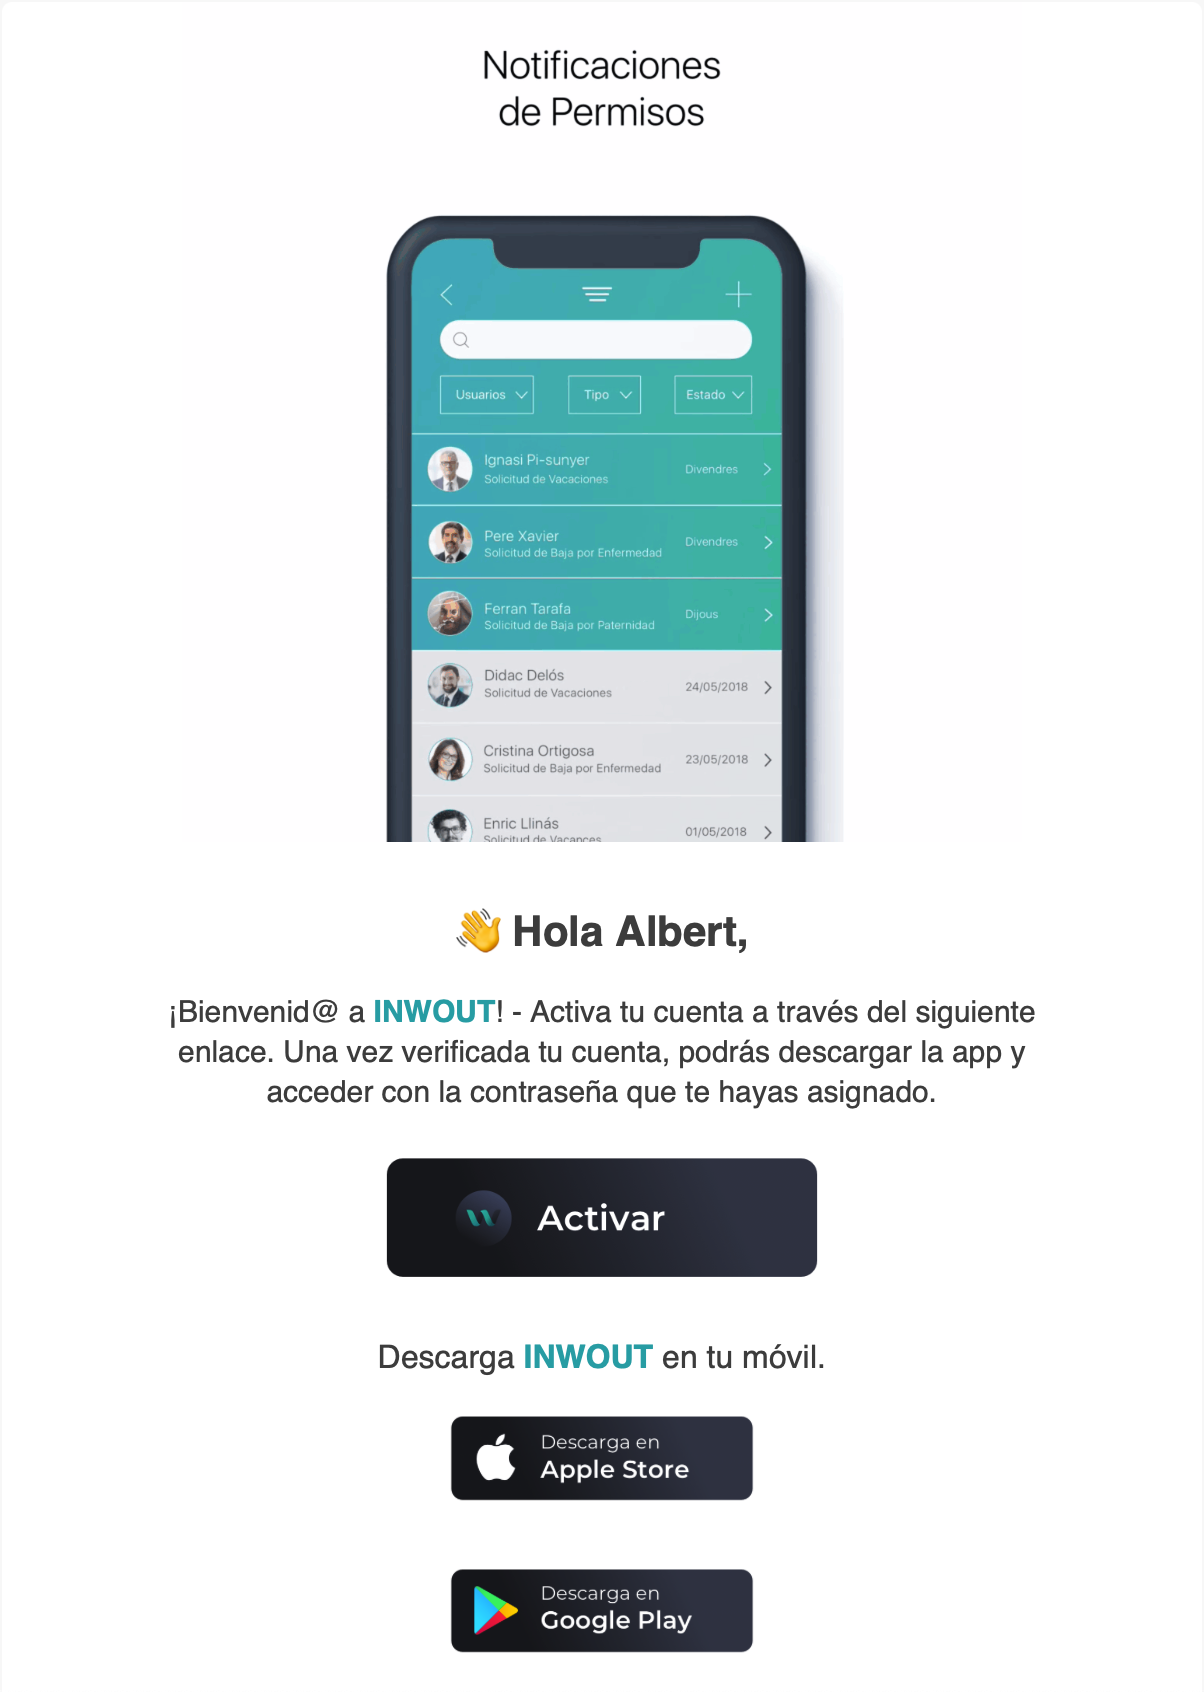 Notificaciones
de Permisos
Usuarios
Tipo
Estado
Ignasi Pi-sunyer
Solicitud de Vacaciones
Divendres
Pere Xavier
Solicitud de Baja por Enfermedad
Divendres
Ferran Tarafa
Solicitud de Baja por Paternidad
Dijous
Didac Delós
Solicitud de Vacaciones
24/05/2018
Cristina Ortigosa
Solicitud de Baja por Enfermedad
23/05/2018
Enric Llinás
Solicitud de Vacances
01/05/2018
👋 Hola Albert,
¡Bienvenid@ a INWOUT! - Activa tu cuenta a través del siguiente
enlace. Una vez verificada tu cuenta, podrás descargar la app y
acceder con la contraseña que te hayas asignado.
Activar
Descarga INWOUT en tu móvil.
Descarga en
Apple Store
Descarga en
Google Play